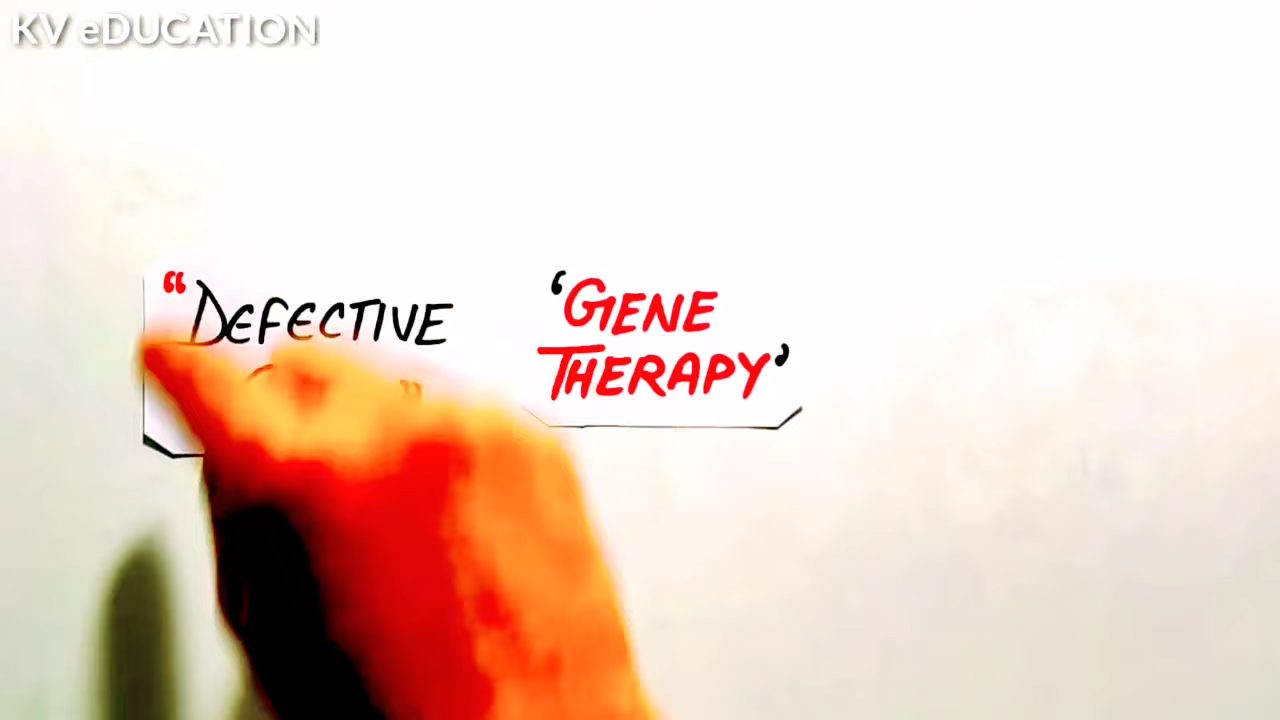 KV eDUCATION
“DEFECTIVE
”
‘GENE
THERAPY’